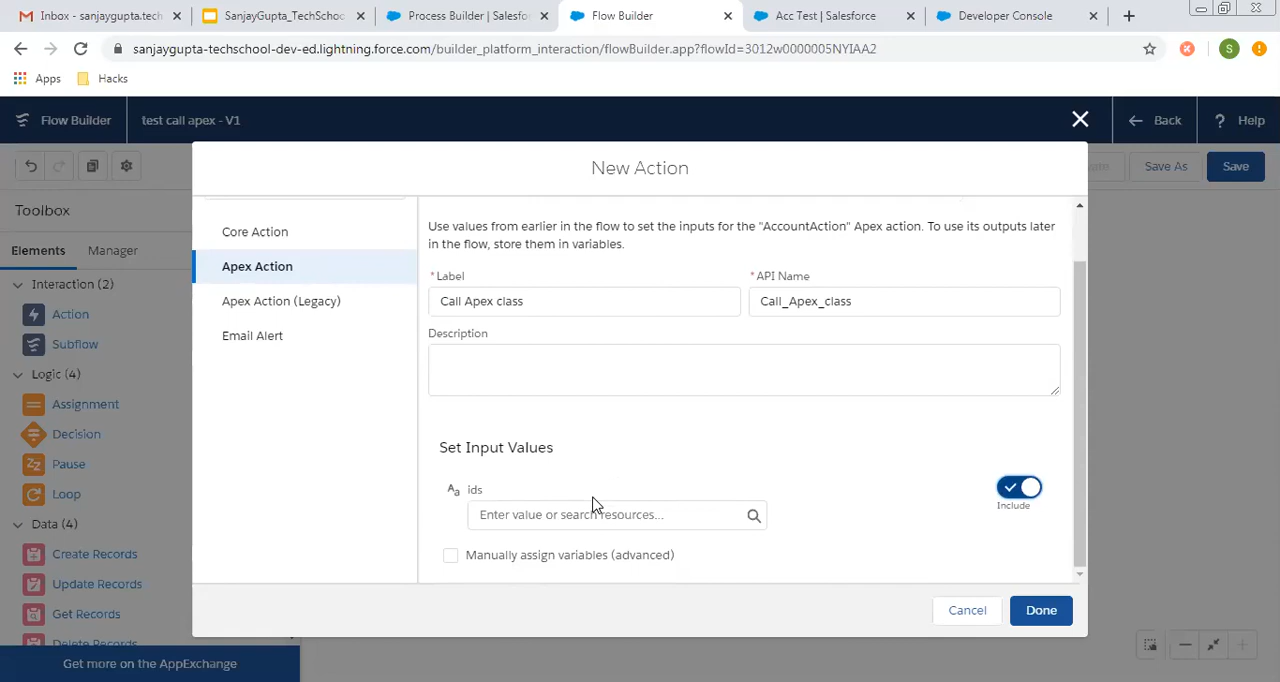 Inbox - sanjaygupta.tech
SanjayGupta_TechSchoo
Process Builder | Salesfo
Flow Builder
Acc Test | Salesforce
Developer Console
sanjaygupta-techschool-dev-ed.lightning.force.com/builder_platform_interaction/flowBuilder.app?flowId=3012w0000005NYIAA2
S
Apps
Hacks
Flow Builder
test call apex - V1
Back
? Help
Save As
Save
Toolbox
Elements
Manager
Interaction (2)
Action
Subflow
Logic (4)
Assignment
Decision
Pause
Loop
Data (4)
Create Records
Update Records
Get Records
Delete Records
Get more on the AppExchange
New Action
Core Action
Apex Action
Apex Action (Legacy)
Email Alert
Use values from earlier in the flow to set the inputs for the "AccountAction" Apex action. To use its outputs later
in the flow, store them in variables.
*Label
*API Name
Call Apex class
Call_Apex_class
Description
Set Input Values
Aa ids
Enter value or search resources...
Include
Manually assign variables (advanced)
Cancel
Done